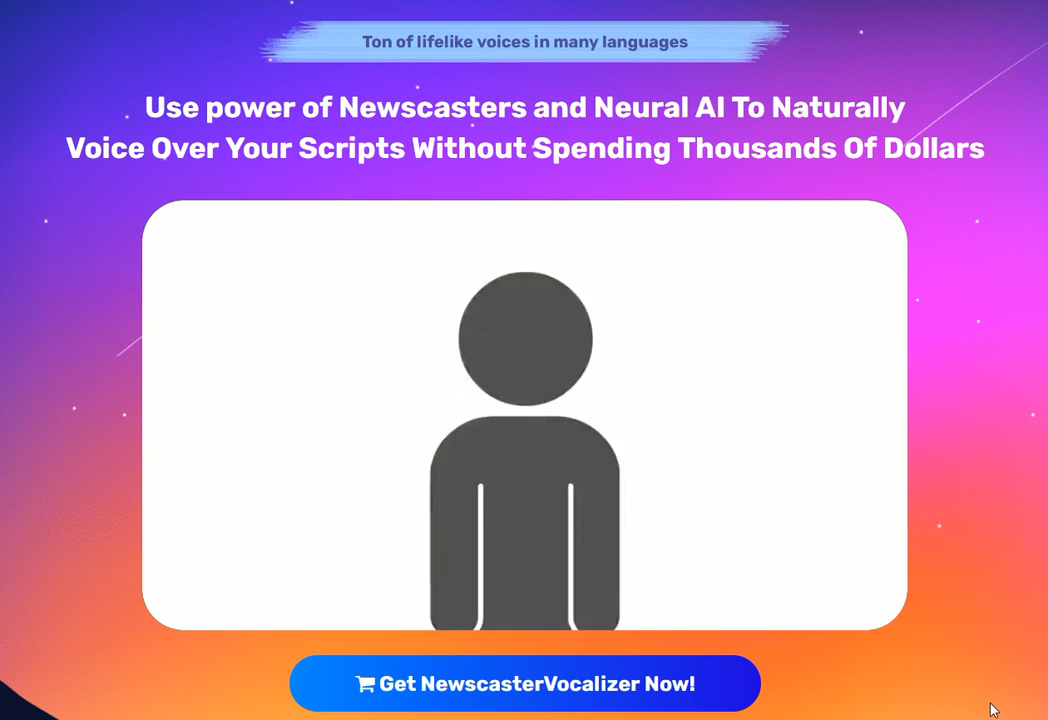 Ton of lifelike voices in many languages
Use power of Newscasters and Neural AI To Naturally
Voice Over Your Scripts Without Spending Thousands Of Dollars
Get NewscasterVocalizer Now!